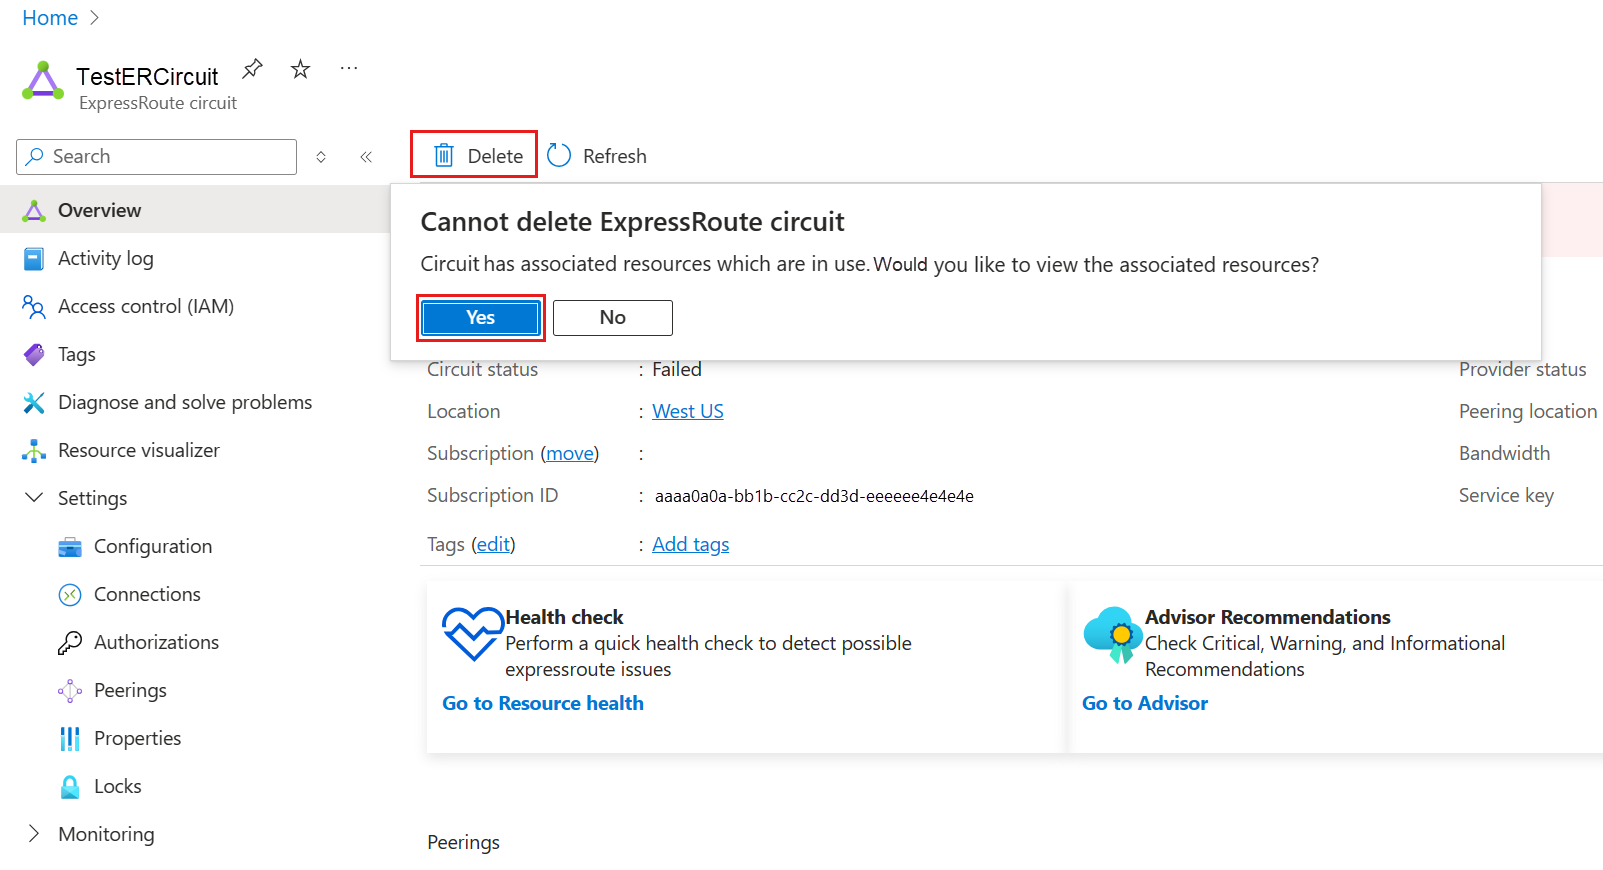 Home
TestERCircuit
ExpressRoute circuit
Search
Delete
Refresh
Cannot delete ExpressRoute circuit
Circuit has associated resources which are in use. Would you like to view the associated resources?
Yes
No
Overview
Activity log
Access control (IAM)
Tags
Diagnose and solve problems
Resource visualizer
Settings
Configuration
Connections
Authorizations
Peerings
Properties
Locks
Monitoring
Circuit status : Failed
Location : West US
Subscription (move) :
Subscription ID : aaaa0a0a-bb1b-cc2c-dd3d-eeeeee4e4e4e
Tags (edit) : Add tags
Provider status
Peering location
Bandwidth
Service key
Health check
Perform a quick health check to detect possible
expressroute issues
Go to Resource health
Advisor Recommendations
Check Critical, Warning, and Informational
Recommendations
Go to Advisor
Peerings